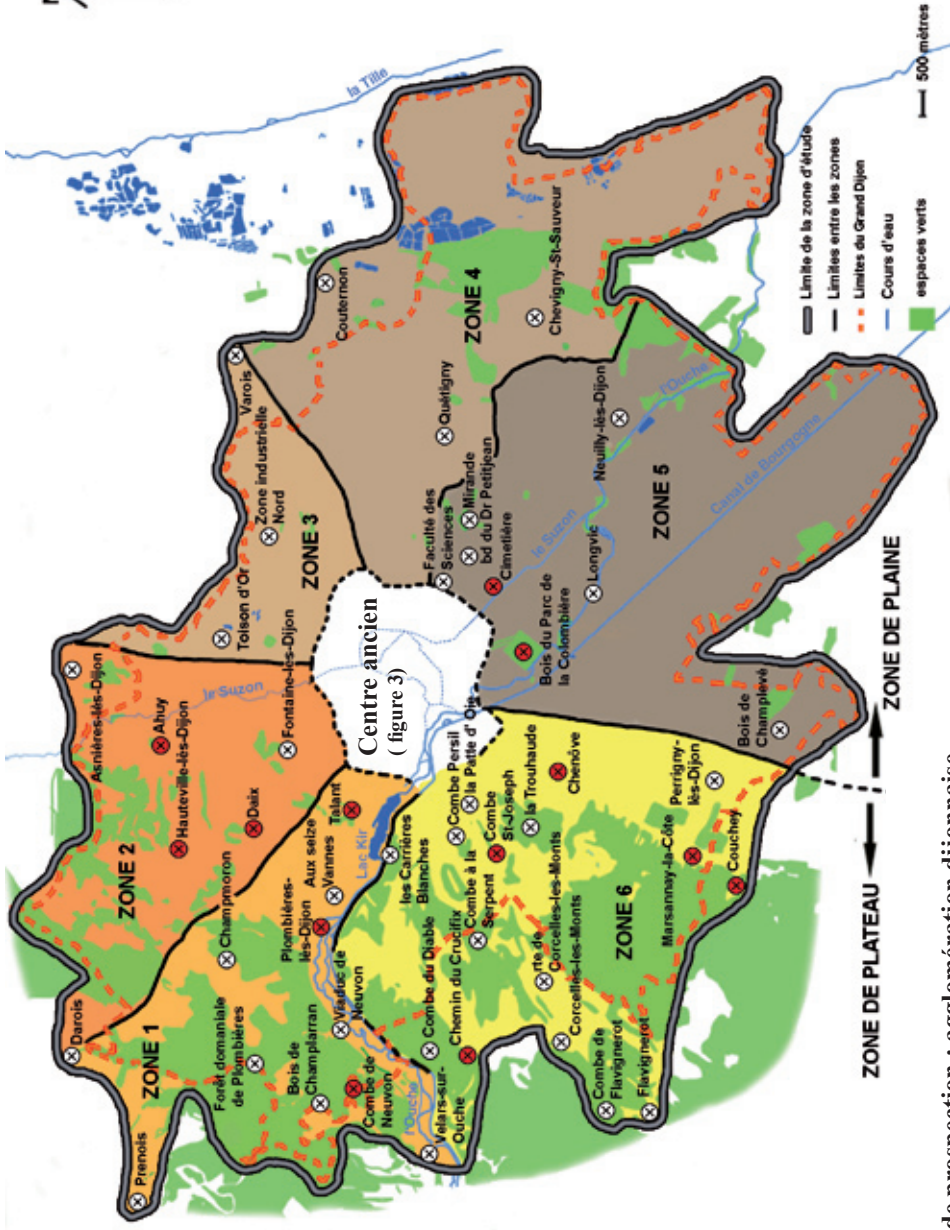 la Tille
Couternon
Varois
ZONE 4
Chevigny-St-Sauveur
Quétigny
Zone industrielle
Nord
ZONE 3
Toison d'Or
Faculté des
Sciences
Mirande
bd du Dr Petitjean
Cimetière
le Suzon
Neuilly-lès-Dijon
l'Ouche
Longvic
ZONE 5
Canal de Bourgogne
Bois du Parc de
la Colombière
Bois de
Champlevé
Centre ancien
( figure 3)
Asnières-lès-Dijon
le Suzon
Ahuy
Hauteville-lès-Dijon
Fontaine-lès-Dijon
Daix
ZONE 2
Darois
Champmoron
Talant
Aux seize
Vannes
Plombières-
lès-Dijon
Lac Kir
ZONE 1
Prenois
Forêt domaniale
de Plombières
Bois de
Champlarran
Viaduc de
Neuvon
Combe de
Neuvon
l'Ouche
Velars-sur-
Ouche
les Carrières
Blanches
Combe du Diable
Chemin du Crucifix
Combe Persil
la Patte d' Oie
Combe
St-Joseph
Combe à la
Serpent
la Trouhaude
Chenôve
rte de
Corcelles-les-Monts
Corcelles-les-Monts
ZONE 6
Perrigny-
lès-Dijon
Marsannay-la-Côte
Couchey
Combe de
Flavignerot
Flavignerot
ZONE DE PLATEAU
ZONE DE PLAINE
Limite de la zone d'étude
Limites entre les zones
Limites du Grand Dijon
Cours d'eau
espaces verts
500 mètres
de prospection : agglomération dijonnaise